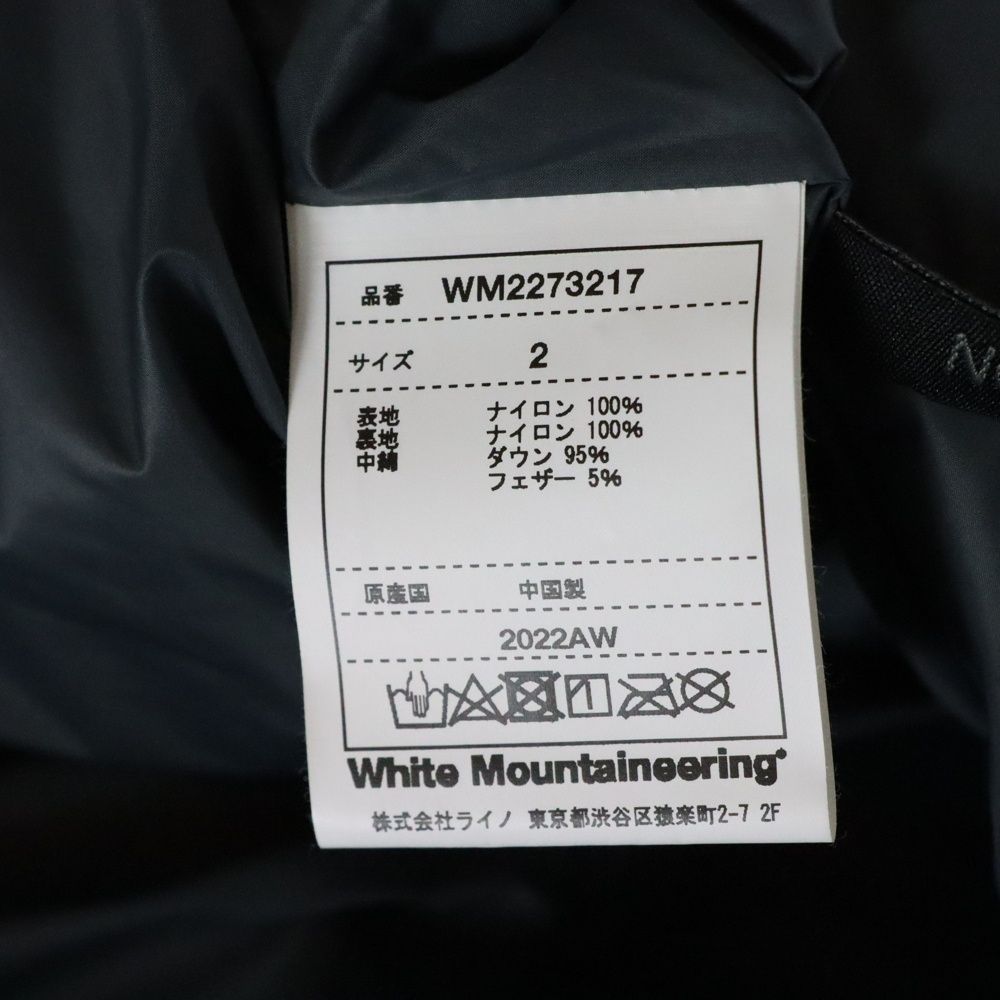 品番 WM2273217
サイズ 2
表地 ナイロン 100%
裏地 ナイロン 100%
中綿 ダウン 95%
フェザー 5%
原産国 中国製
2022AW
White Mountaineering®
株式会社ライノ 東京都渋谷区猿楽町2-7 2F